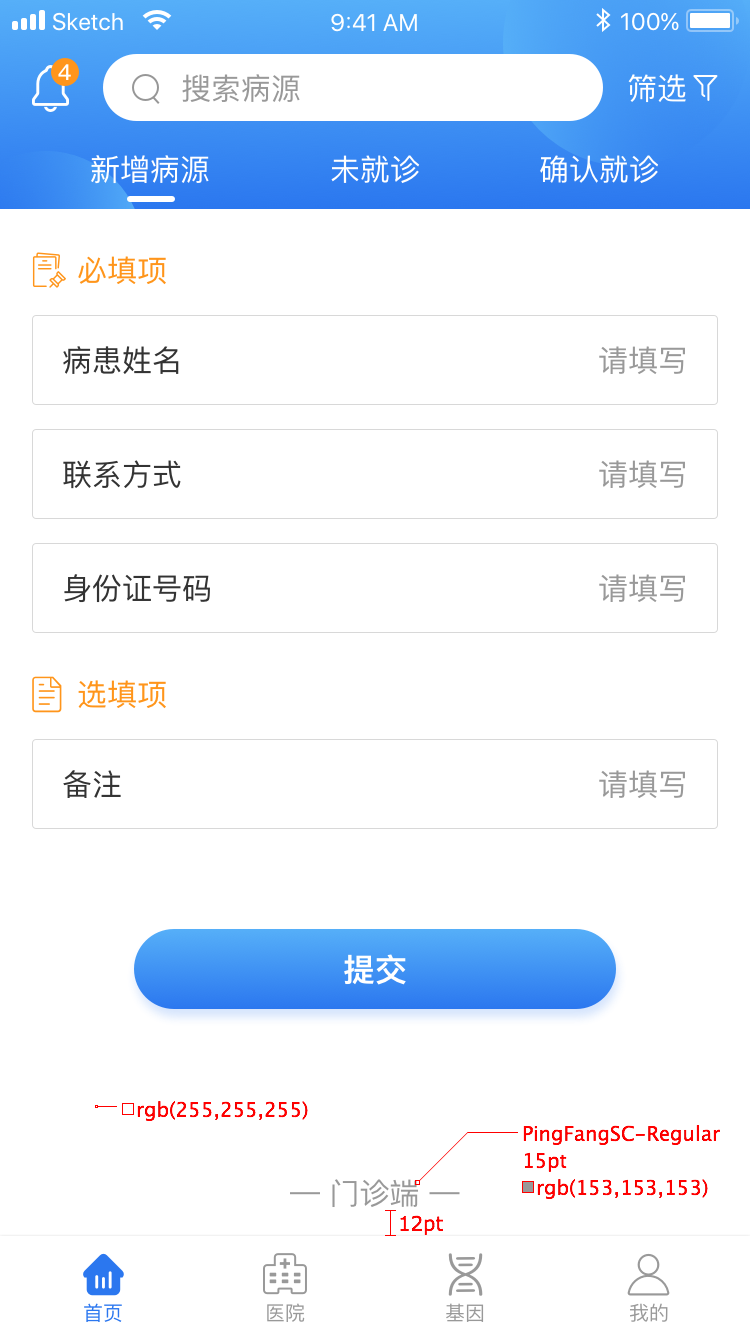 Sketch 9:41 AM 100%
4 搜索病源 筛选
新增病源 未就诊 确认就诊
必填项
病患姓名 请填写
联系方式 请填写
身份证号码 请填写
选填项
备注 请填写
提交
rgb(255,255,255)
PingFangSC-Regular
15pt
rgb(153,153,153)
— 门诊端 —
12pt
首页 医院 基因 我的